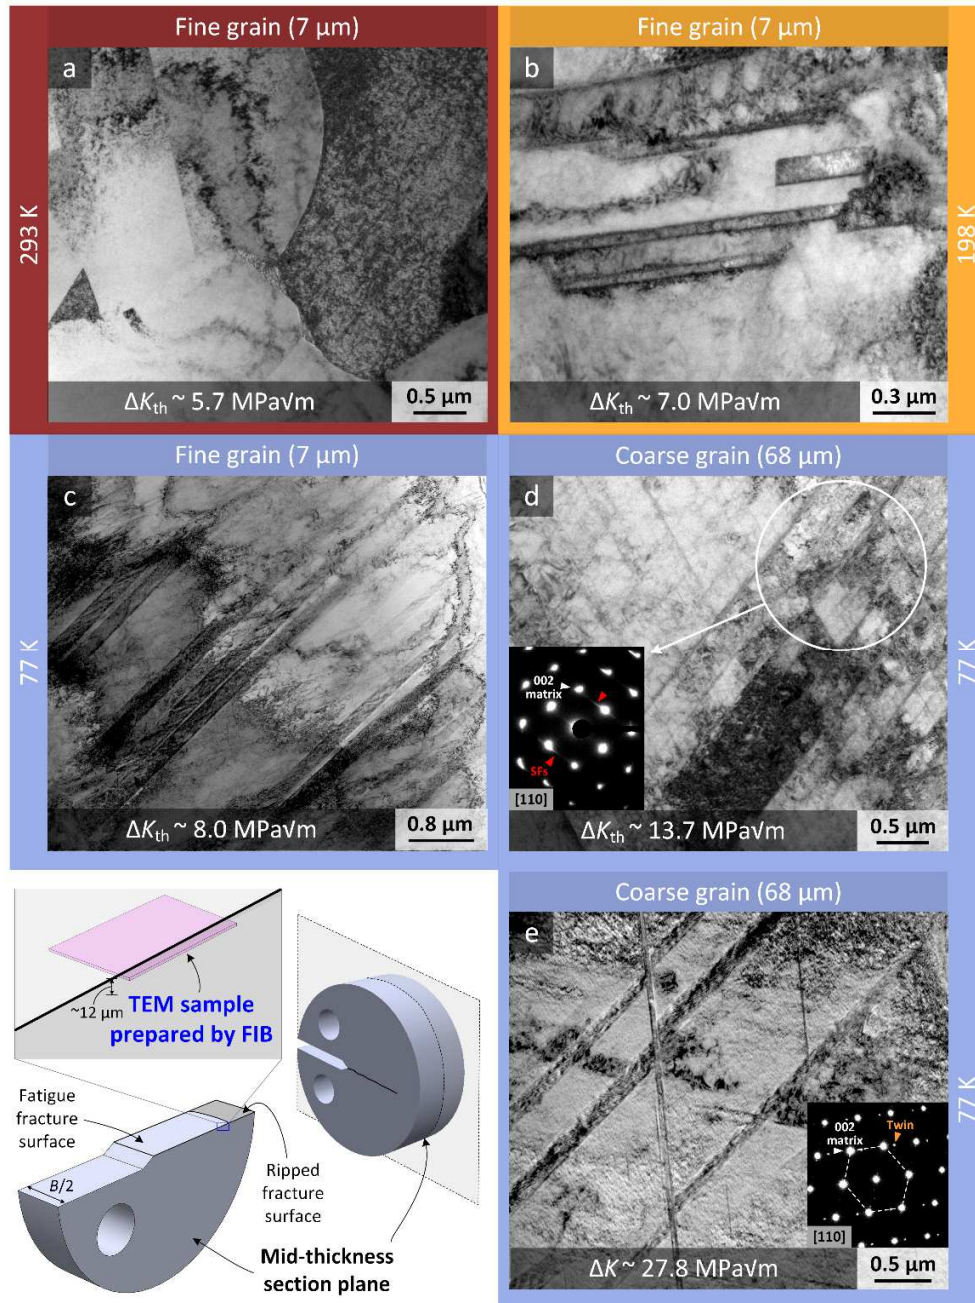 Fine grain (7 µm)
a
293 K
ΔKth ~ 5.7 MPa√m
0.5 µm
Fine grain (7 µm)
b
198 K
ΔKth ~ 7.0 MPa√m
0.3 µm
Fine grain (7 µm)
c
77 K
ΔKth ~ 8.0 MPa√m
0.8 µm
Coarse grain (68 µm)
d
77 K
002
matrix
SFs
[110]
ΔKth ~ 13.7 MPa√m
0.5 µm
~12 µm
TEM sample
prepared by FIB
Fatigue
fracture
surface
B/2
Ripped
fracture
surface
Mid-thickness
section plane
Coarse grain (68 µm)
e
77 K
002
matrix
Twin
[110]
ΔK ~ 27.8 MPa√m
0.5 µm